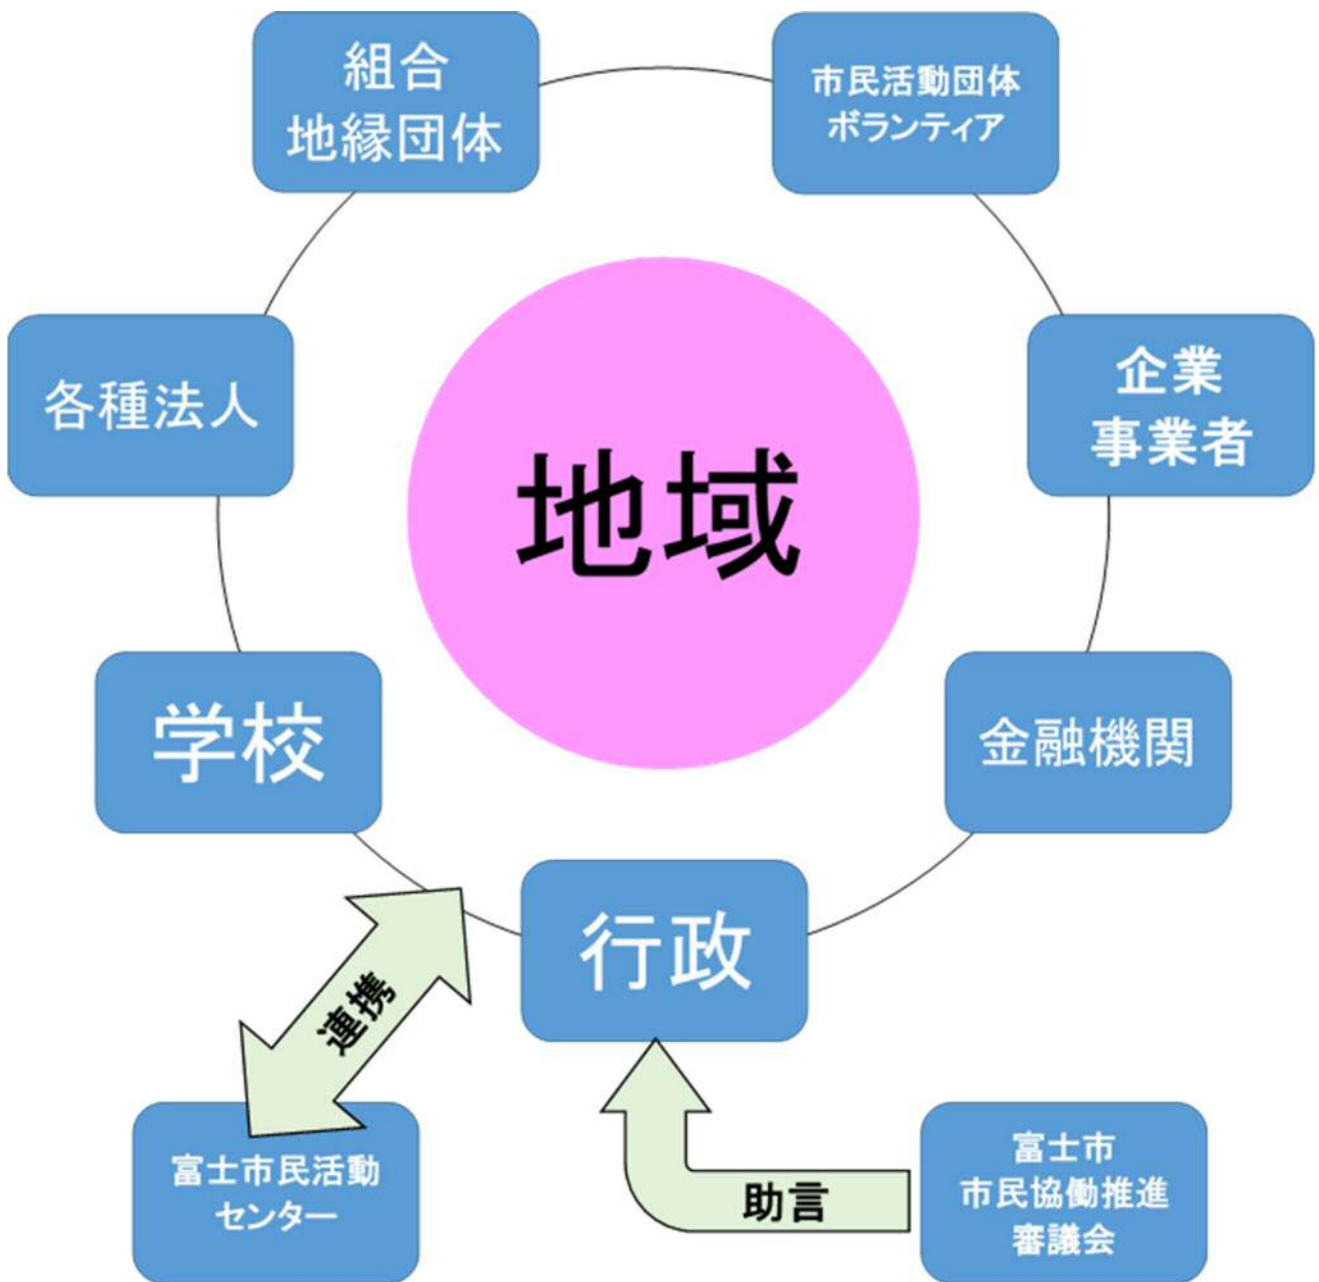 組合
地縁団体
市民活動団体
ボランティア
各種法人
企業
事業者
地域
学校
金融機関
行政
連携
富士市民活動
センター
助言
富士市
市民協働推進
審議会